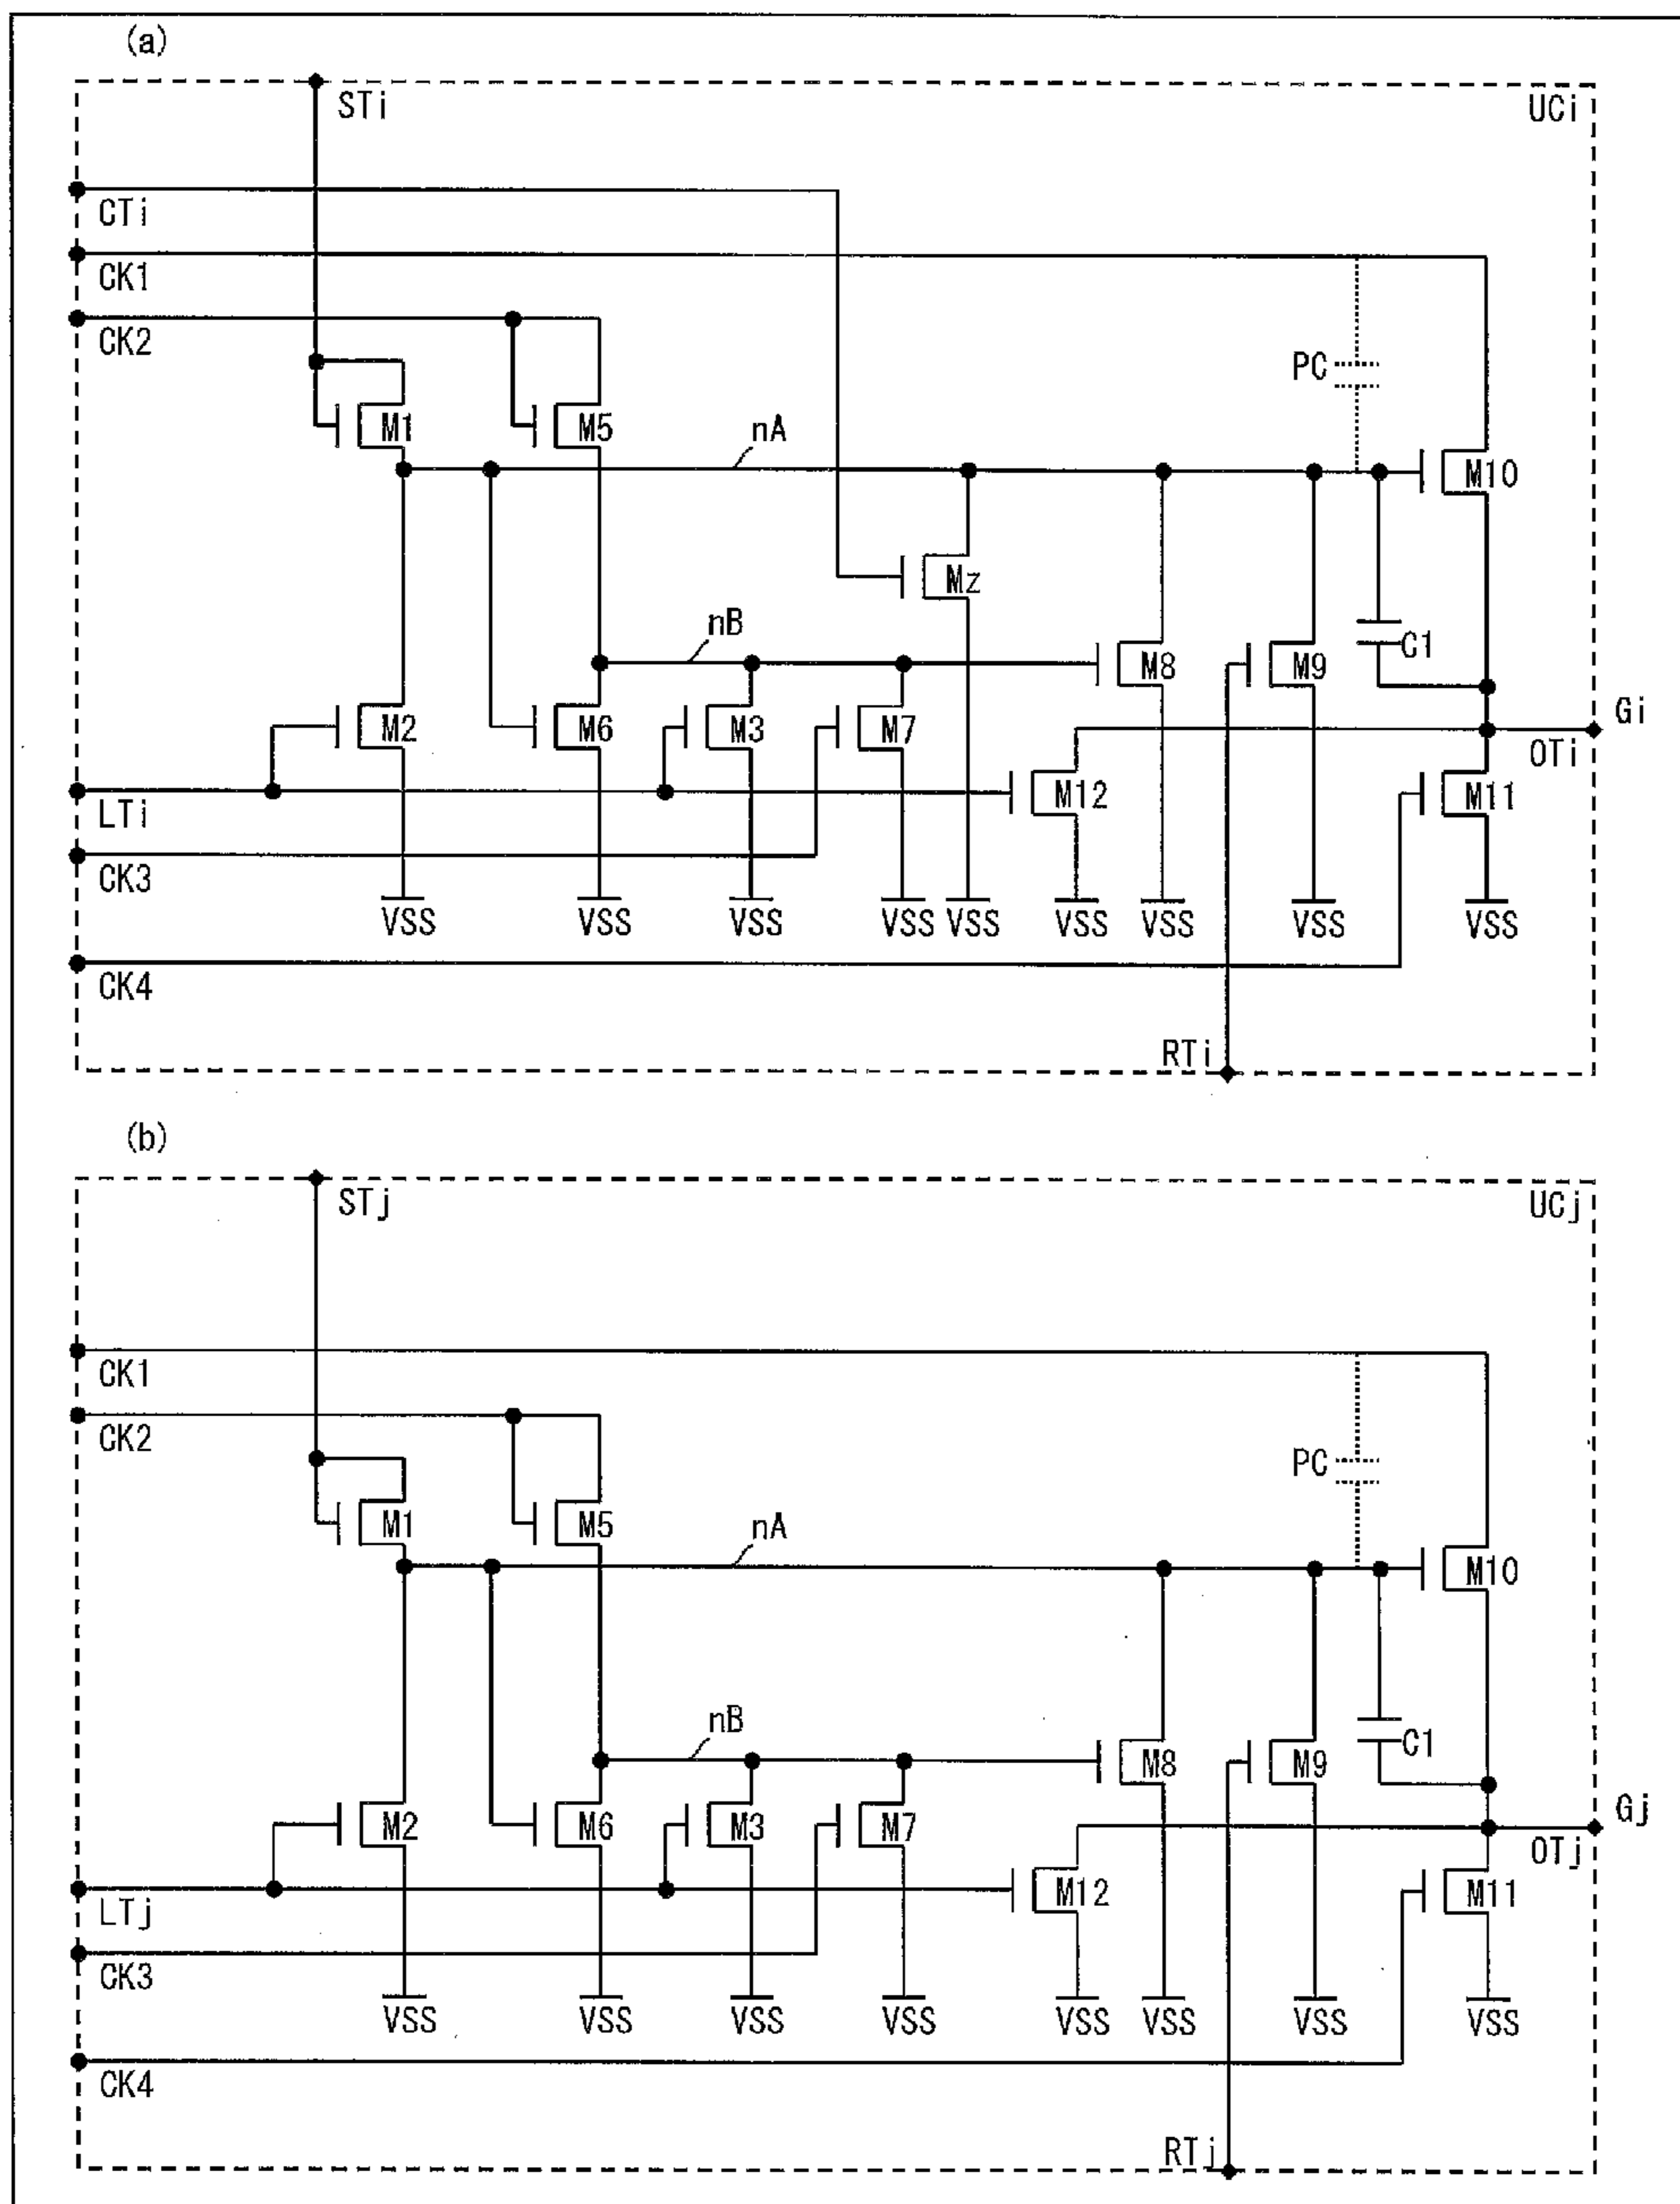 (a)
STi UCi
CTi
CK1
CK2
PC
M1 M5 nA M10
Mz
nB
M8 M9 C1
M2 M6 M3 M7 Gi
OTi
M12 M11
LTi
CK3
VSS VSS VSS VSS VSS VSS VSS VSS VSS
CK4
RTi
(b)
STj UCj
CK1
CK2
PC
M1 M5 nA M10
nB
M8 M9 C1
M2 M6 M3 M7 Gj
OTj
M12 M11
LTj
CK3
VSS VSS VSS VSS VSS VSS VSS VSS
CK4
RTj